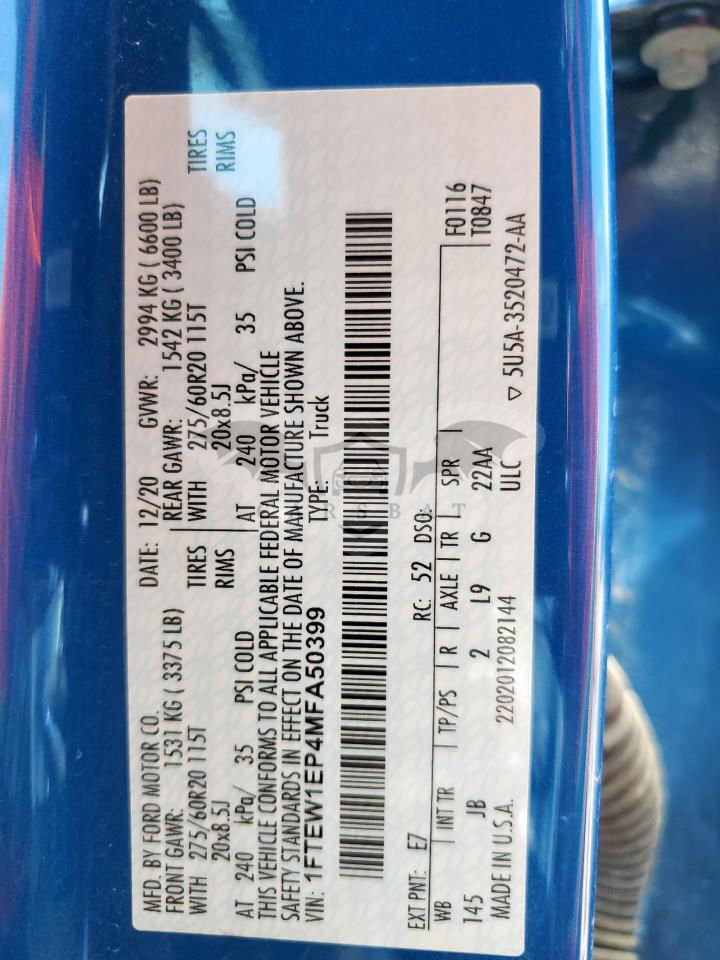 MFD. BY FORD MOTOR CO.
DATE: 12/20 GVWR: 2994 KG ( 6600 LB)
FRONT GAWR: 1531 KG ( 3375 LB) REAR GAWR: 1542 KG ( 3400 LB)
WITH 275/60R20 115T TIRES WITH 275/60R20 115T TIRES
20x8.5J RIMS 20x8.5J RIMS
AT 240 kPa/ 35 PSI COLD AT 240 kPa/ 35 PSI COLD
THIS VEHICLE CONFORMS TO ALL APPLICABLE FEDERAL MOTOR VEHICLE
SAFETY STANDARDS IN EFFECT ON THE DATE OF MANUFACTURE SHOWN ABOVE.
VIN: 1FTEW1EP4MFA50399 TYPE: Truck
EXT PNT: E7 RC: 52 DSO: F0116
WB INT TR TP/PS R AXLE TR SPR T0847
145 JB 2 L9 G 22AA
ULC
MADE IN U.S.A. 2202012082144 5U5A-3520472-AA